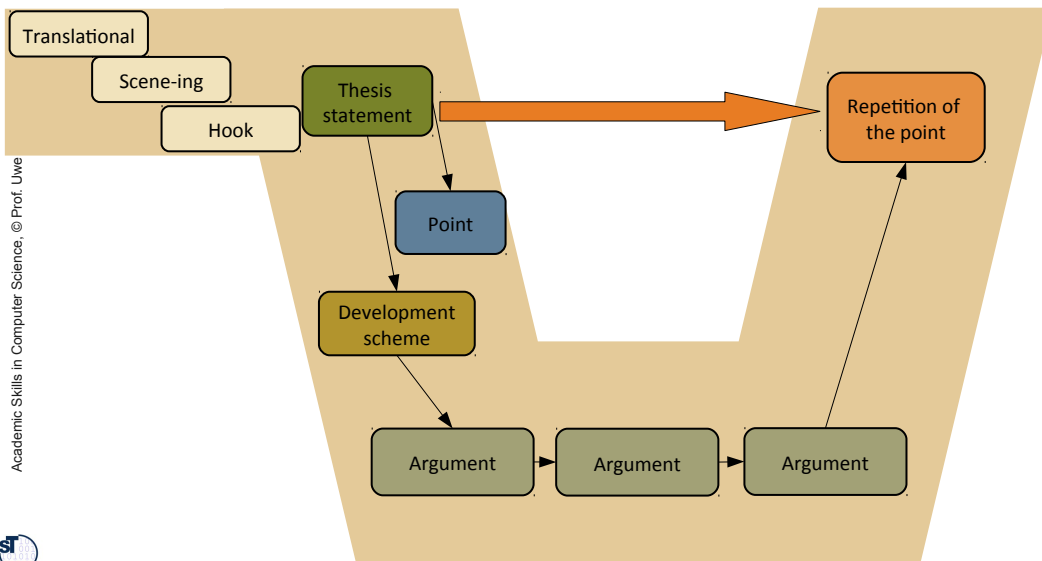 Translational
Scene-ing
Hook
Thesis
statement
Repetition of
the point
Point
Development
scheme
Argument
Argument
Argument
Academic Skills in Computer Science, © Prof. Uwe
ST